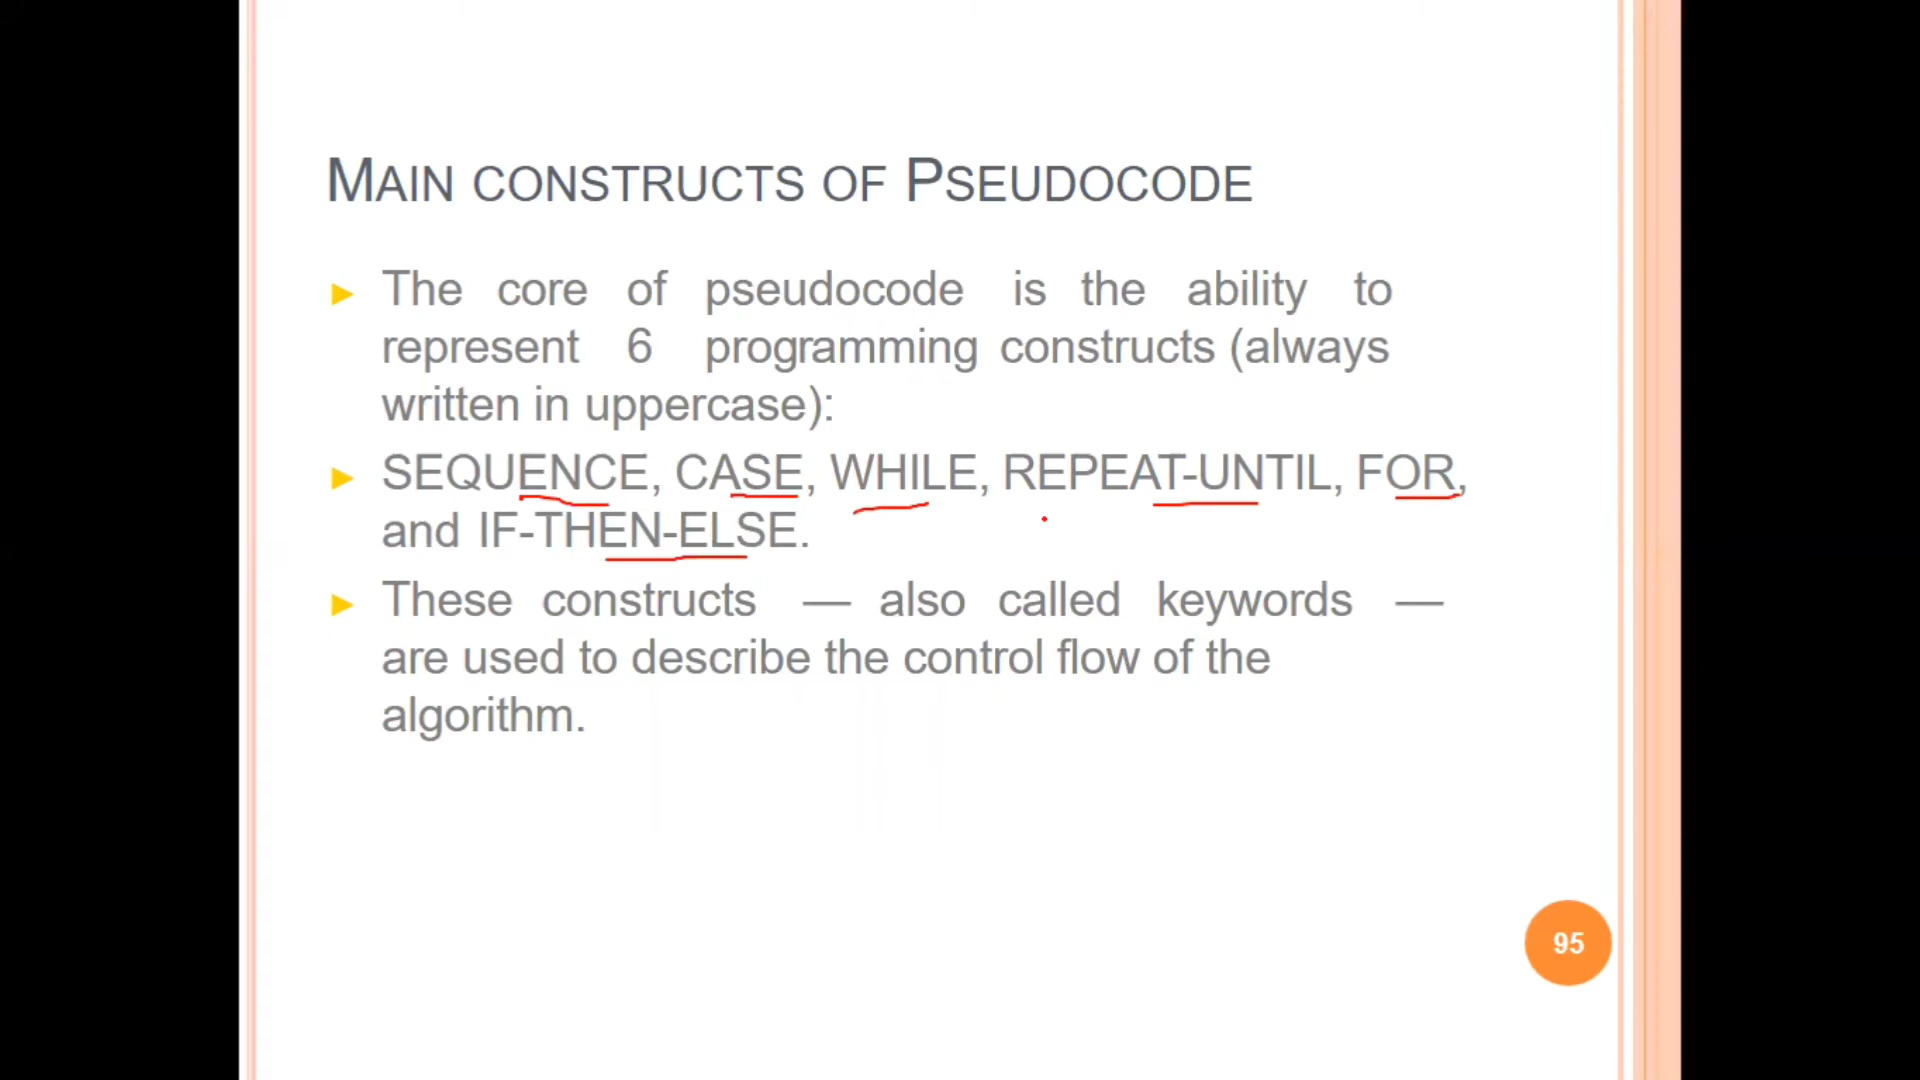 MAIN CONSTRUCTS OF PSEUDOCODE
The core of pseudocode is the ability to
represent 6 programming constructs (always
written in uppercase):
SEQUENCE, CASE, WHILE, REPEAT-UNTIL, FOR,
and IF-THEN-ELSE.
These constructs — also called keywords —
are used to describe the control flow of the
algorithm.
95